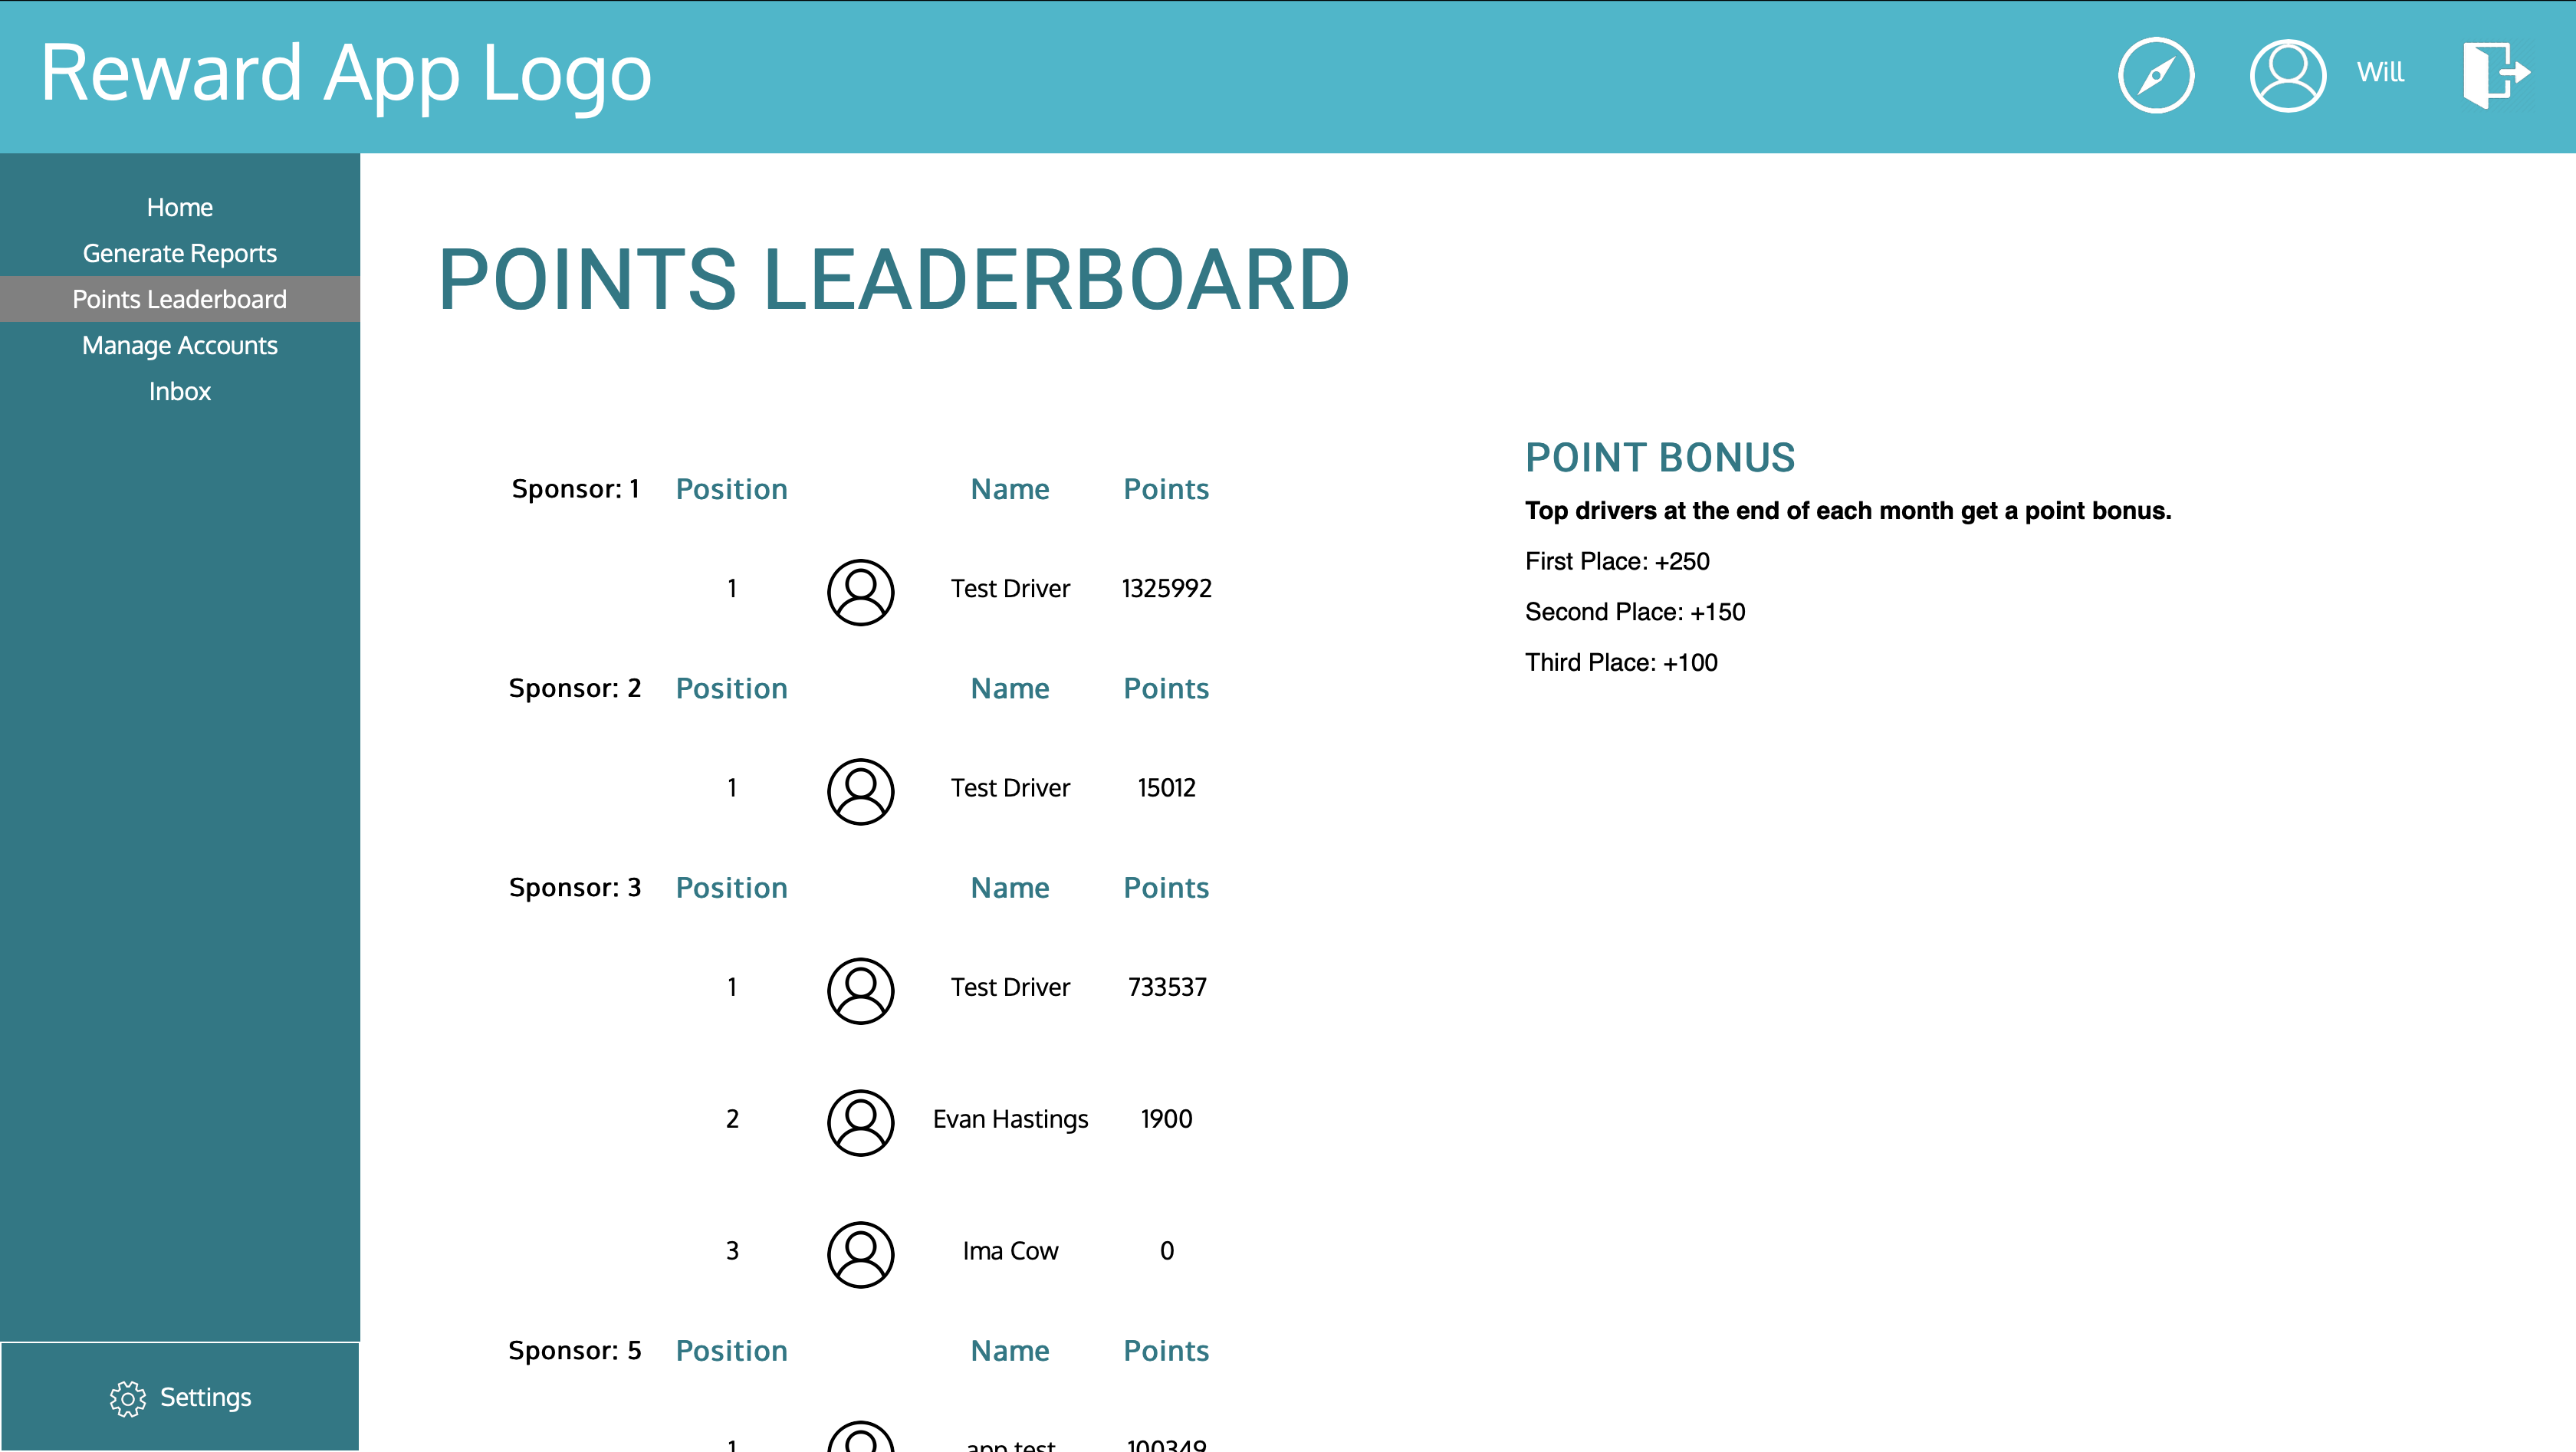 Reward App Logo
Will
Home
Generate Reports
Points Leaderboard
Manage Accounts
Inbox
Settings
POINTS LEADERBOARD
Sponsor: 1 Position Name Points
1 Test Driver 1325992
Sponsor: 2 Position Name Points
1 Test Driver 15012
Sponsor: 3 Position Name Points
1 Test Driver 733537
2 Evan Hastings 1900
3 Ima Cow 0
Sponsor: 5 Position Name Points
1 app test 100349
POINT BONUS
Top drivers at the end of each month get a point bonus.
First Place: +250
Second Place: +150
Third Place: +100